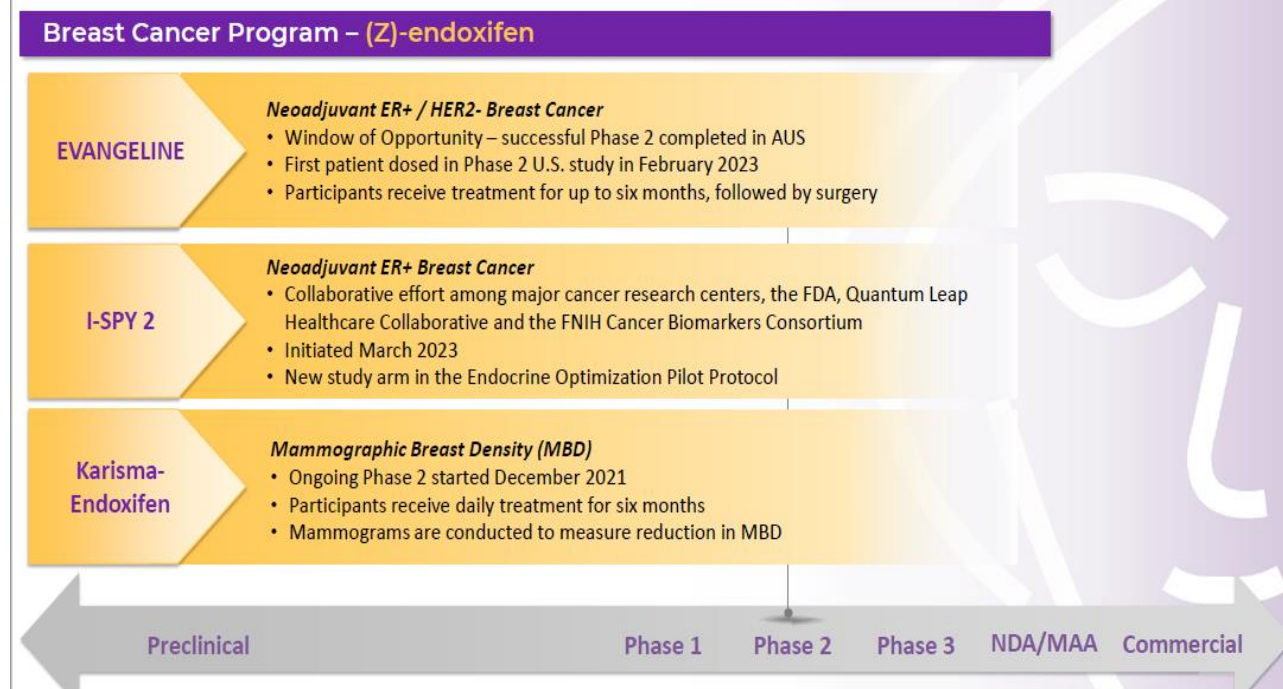 Breast Cancer Program – (Z)-endoxifen
EVANGELINE
Neoadjuvant ER+ / HER2- Breast Cancer
• Window of Opportunity – successful Phase 2 completed in AUS
• First patient dosed in Phase 2 U.S. study in February 2023
• Participants receive treatment for up to six months, followed by surgery
I-SPY 2
Neoadjuvant ER+ Breast Cancer
• Collaborative effort among major cancer research centers, the FDA, Quantum Leap
Healthcare Collaborative and the FNIH Cancer Biomarkers Consortium
• Initiated March 2023
• New study arm in the Endocrine Optimization Pilot Protocol
Karisma-
Endoxifen
Mammographic Breast Density (MBD)
• Ongoing Phase 2 started December 2021
• Participants receive daily treatment for six months
• Mammograms are conducted to measure reduction in MBD
Preclinical Phase 1 Phase 2 Phase 3 NDA/MAA Commercial